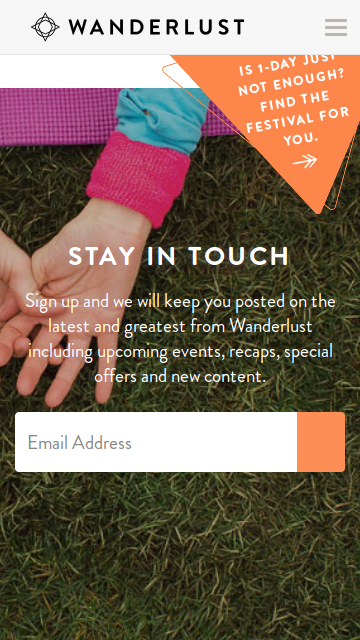 WANDERLUST
IS 1-DAY JUST
NOT ENOUGH?
FIND THE
FESTIVAL FOR
YOU.
STAY IN TOUCH
Sign up and we will keep you posted on the
latest and greatest from Wanderlust
including upcoming events, recaps, special
offers and new content.
Email Address